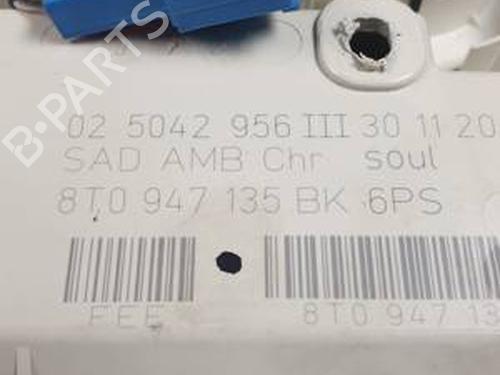 B-PARTS
02 5042 956 III 30 11 20
SAD AMB Chr soul
8T0 947 135 BK 6PS
FEE 8T0 947 13